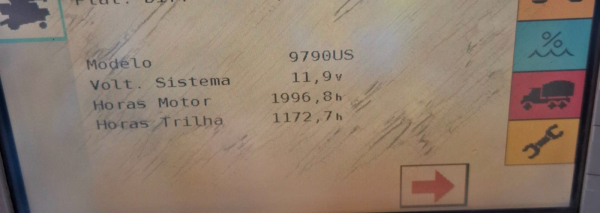 Modelo 9790US
Volt. Sistema 11,9v
Horas Motor 1996,8h
Horas Trilha 1172,7h
%